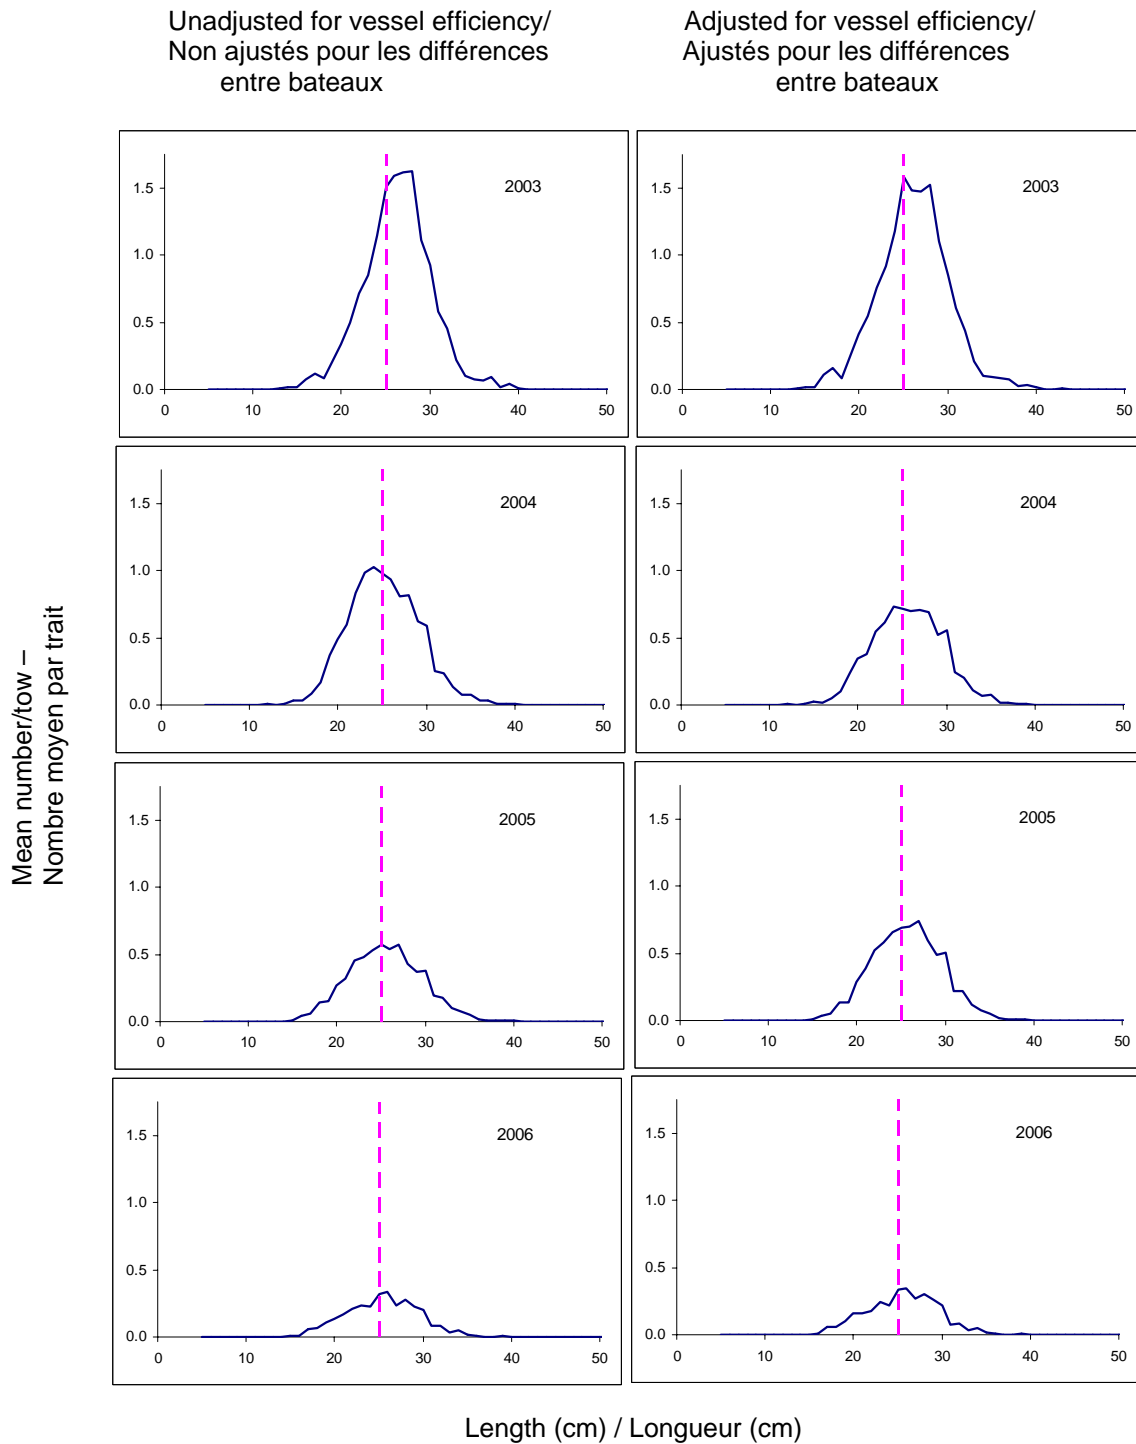 Unadjusted for vessel efficiency/
Non ajustés pour les différences
entre bateaux
Adjusted for vessel efficiency/
Ajustés pour les différences
entre bateaux
Mean number/tow –
Nombre moyen par trait
2003
1.5
1.0
0.5
0.0
0 10 20 30 40 50
2003
1.5
1.0
0.5
0.0
0 10 20 30 40 50
2004
1.5
1.0
0.5
0.0
0 10 20 30 40 50
2004
1.5
1.0
0.5
0.0
0 10 20 30 40 50
2005
1.5
1.0
0.5
0.0
0 10 20 30 40 50
2005
1.5
1.0
0.5
0.0
0 10 20 30 40 50
2006
1.5
1.0
0.5
0.0
0 10 20 30 40 50
2006
1.5
1.0
0.5
0.0
0 10 20 30 40 50
Length (cm) / Longueur (cm)